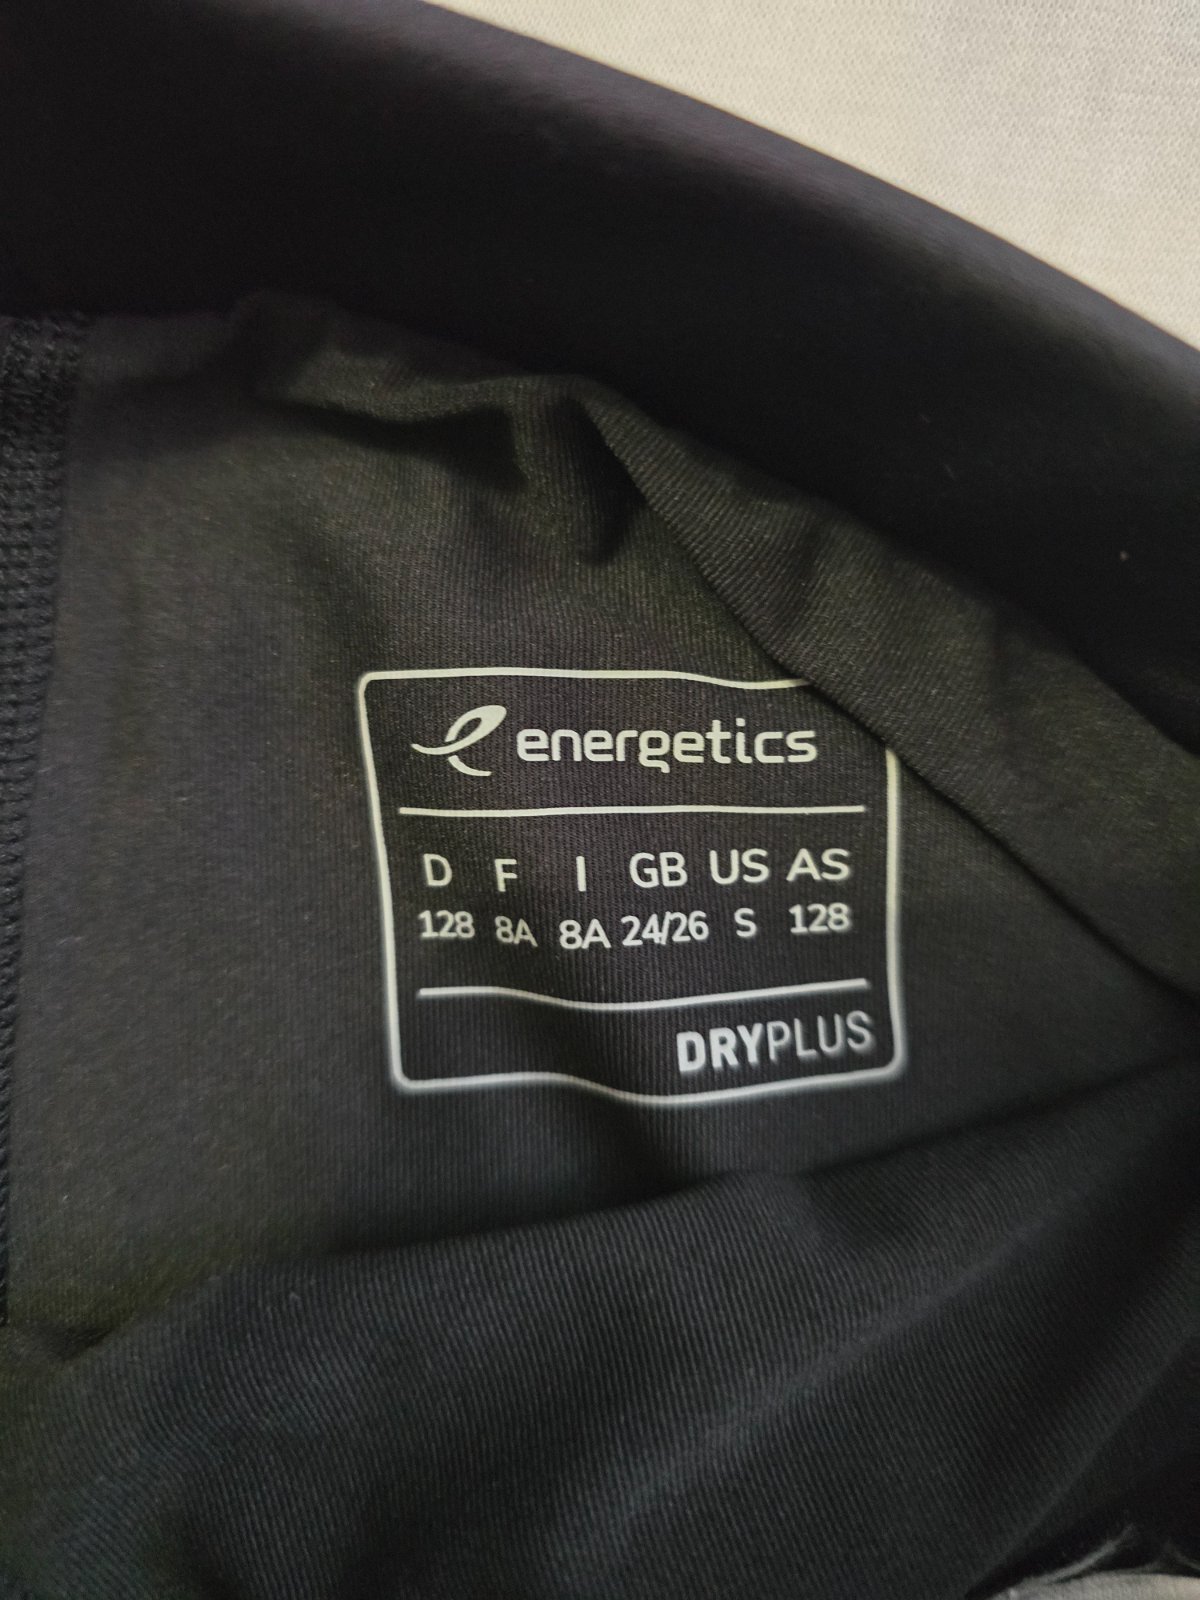 energetics
D F I GB US AS
128 8A 8A 24/26 S 128
DRYPLUS